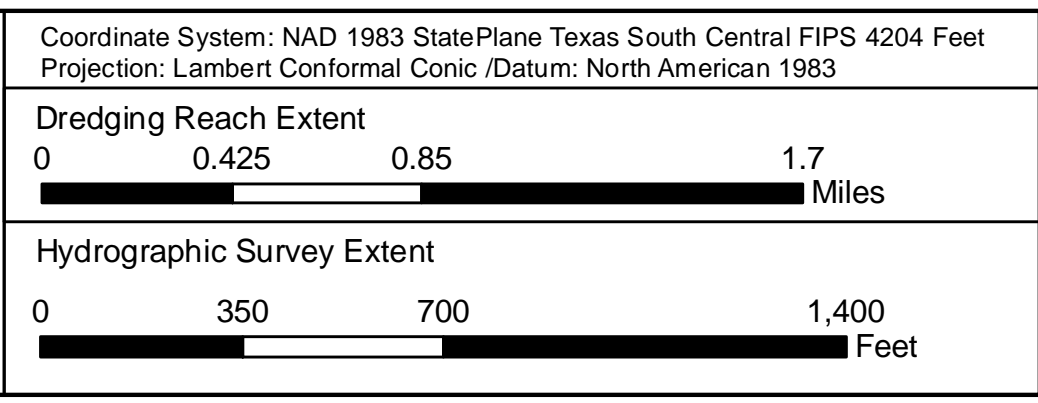 Coordinate System: NAD 1983 StatePlane Texas South Central FIPS 4204 Feet
Projection: Lambert Conformal Conic /Datum: North American 1983
Dredging Reach Extent
0 0.425 0.85 1.7
Miles
Hydrographic Survey Extent
0 350 700 1,400
Feet